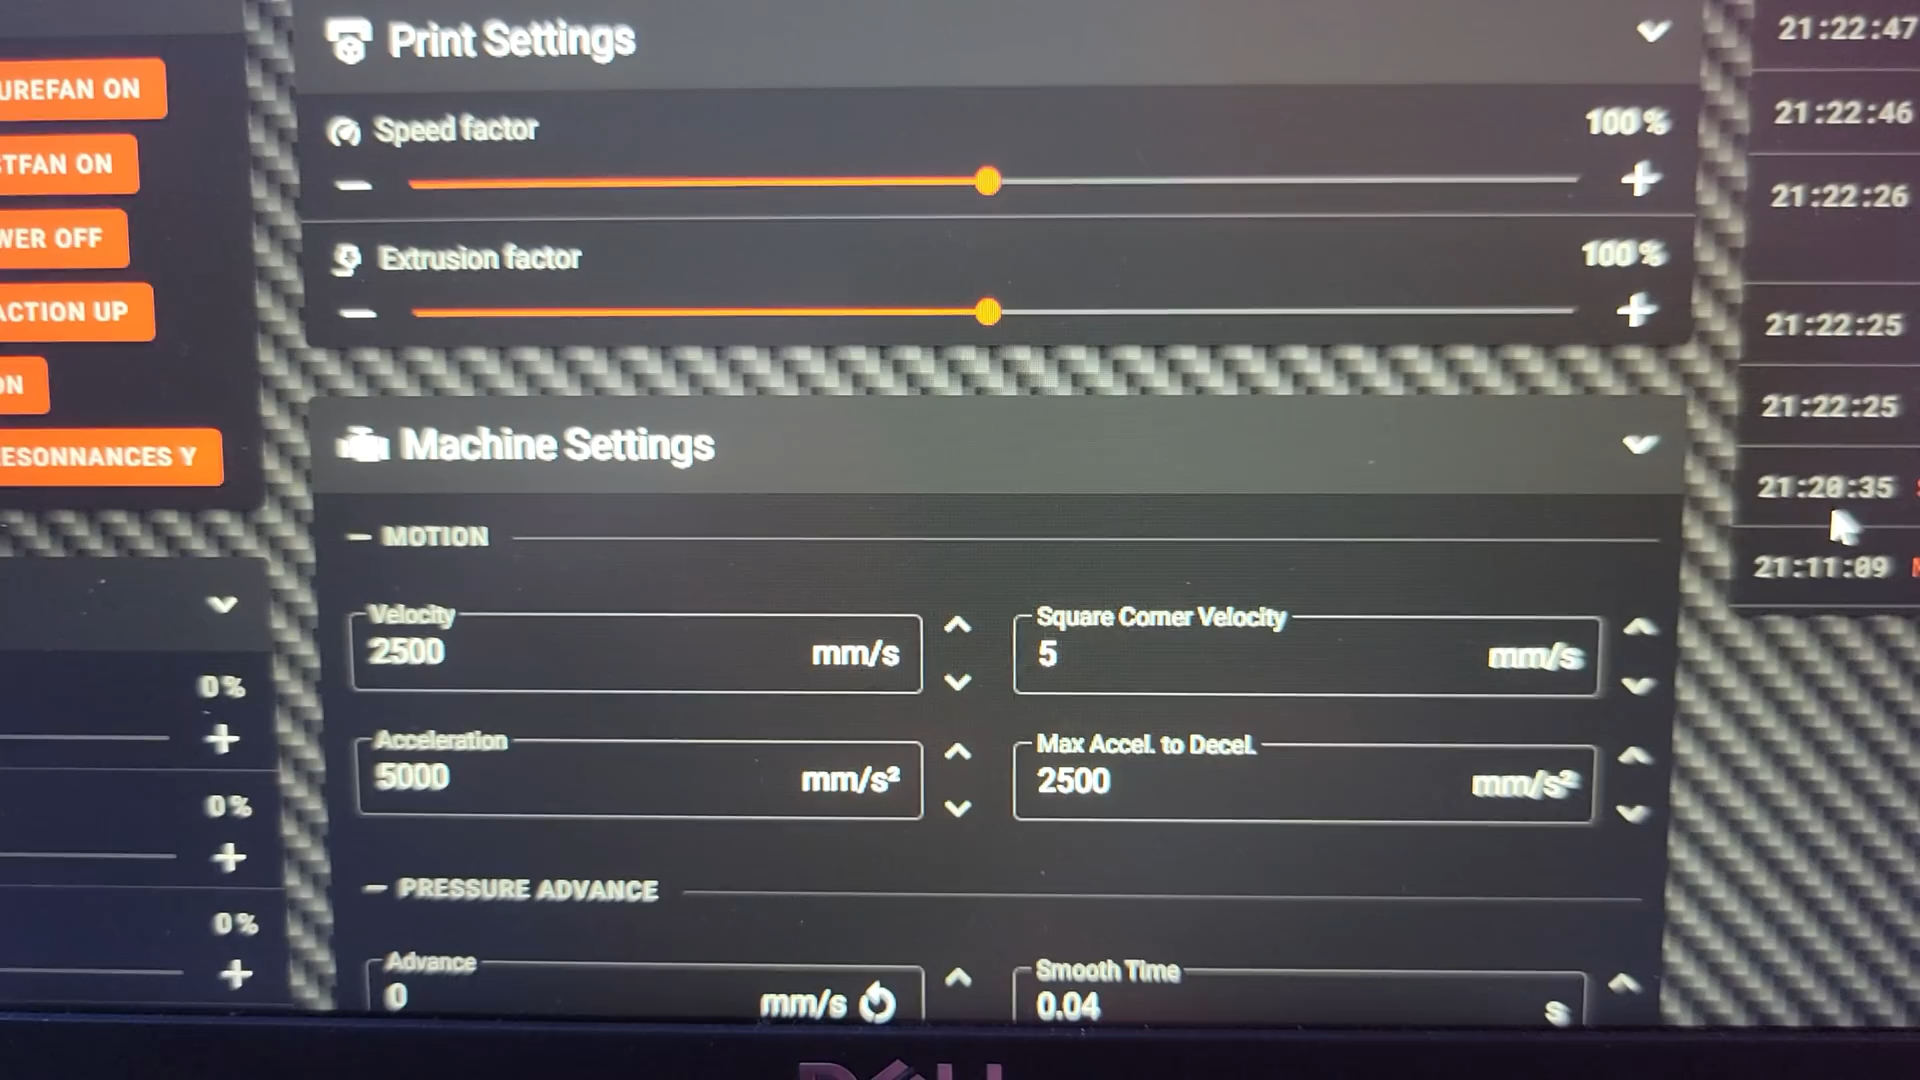 UREFAN ON
STFAN ON
WER OFF
ACTION UP
ON
ESONNANCES Y
0 %
0 %
0 %
Print Settings
Speed factor
100 %
Extrusion factor
100 %
Machine Settings
MOTION
Velocity
2500 mm/s
Square Corner Velocity
5 mm/s
Acceleration
5000 mm/s²
Max Accel. to Decel.
2500 mm/s²
PRESSURE ADVANCE
Advance
0 mm/s
Smooth Time
0.04 s
21:22:47
21:22:46
21:22:26
21:22:25
21:22:25
21:20:35
21:11:09
DELL